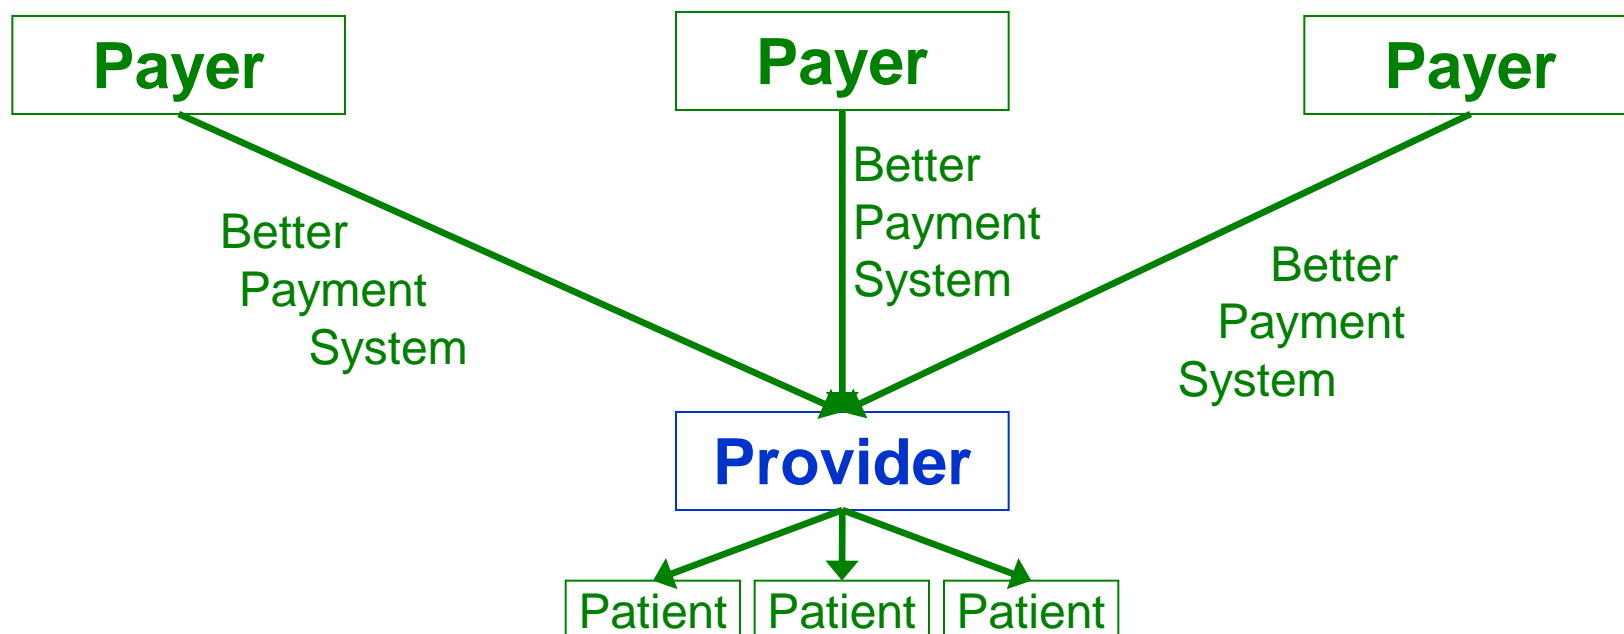 Payer
Payer
Payer
Better
Payment
System
Better
Payment
System
Better
Payment
System
Provider
Patient
Patient
Patient